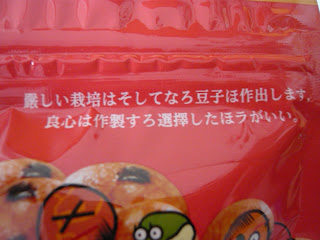 厳しい栽培はそしてなろ豆子ほ作出します。
良心は作製すろ選擇したほラがいい。